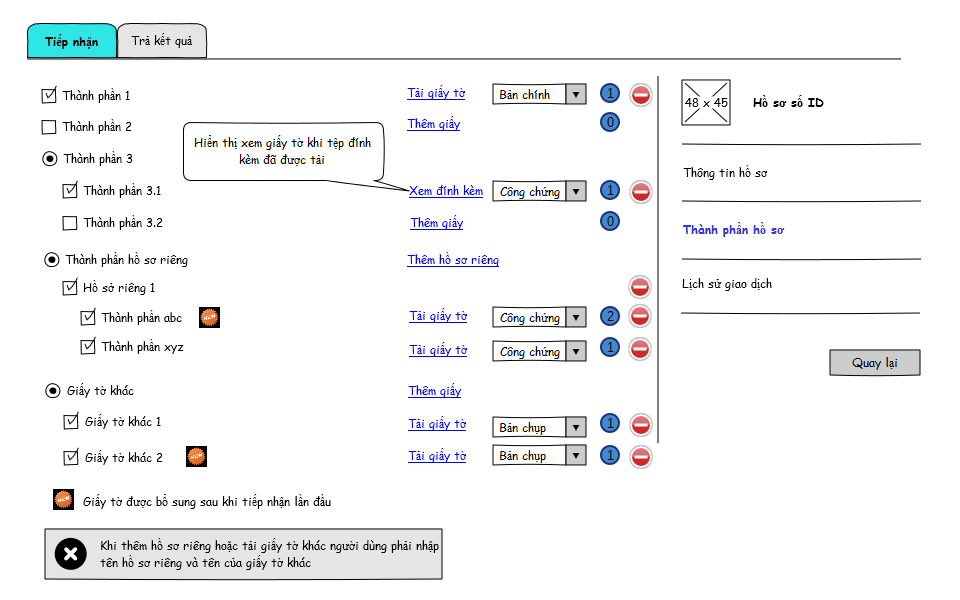 Tiếp nhận
Trả kết quả
Thành phần 1
Tải giấy tờ
Bản chính
1
Thành phần 2
Thêm giấy
0
Thành phần 3
Hiển thị xem giấy tờ khi tệp đính
kèm đã được tải
Thành phần 3.1
Xem đính kèm
Công chứng
1
Thành phần 3.2
Thêm giấy
0
Thành phần hồ sơ riêng
Thêm hồ sơ riêng
Hồ sở riêng 1
Thành phần abc
NEW
Tải giấy tờ
Công chứng
2
Thành phần xyz
Tải giấy tờ
Công chứng
1
Giấy tờ khác
Thêm giấy
Giấy tờ khác 1
Tải giấy tờ
Bản chụp
1
Giấy tờ khác 2
NEW
Tải giấy tờ
Bản chụp
1
NEW
Giấy tờ được bổ sung sau khi tiếp nhận lần đầu
Khi thêm hồ sơ riêng hoặc tải giấy tờ khác người dùng phải nhập
tên hồ sơ riêng và tên của giấy tờ khác
48 x 45
Hồ sơ số ID
Thông tin hồ sơ
Thành phần hồ sơ
Lịch sử giao dịch
Quay lại